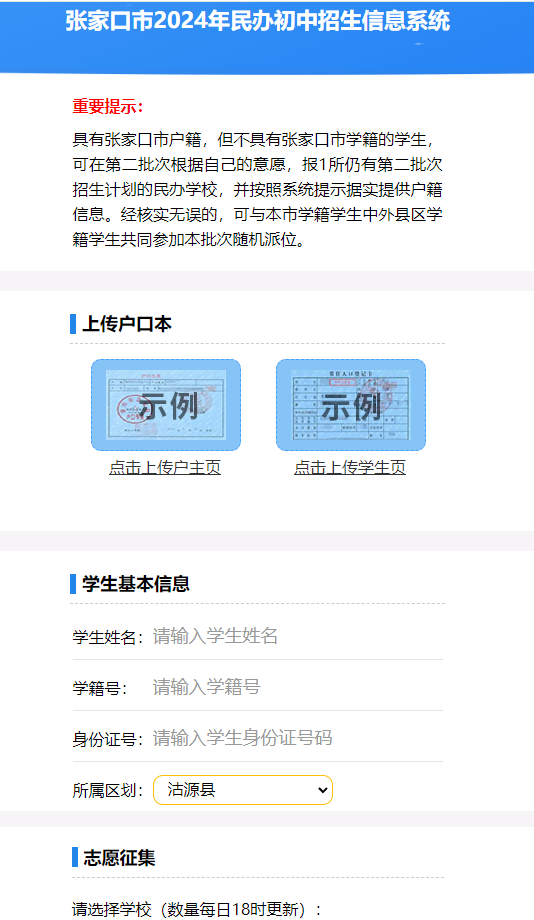 张家口市2024年民办初中招生信息系统
重要提示：
具有张家口市户籍，但不具有张家口市学籍的学生，
可在第二批次根据自己的意愿，报1所仍有第二批次
招生计划的民办学校，并按照系统提示据实提供户籍
信息。经核实无误的，可与本市学籍学生中外县区学
籍学生共同参加本批次随机派位。
上传户口本
示例 示例
点击上传户主页 点击上传学生页
学生基本信息
学生姓名： 请输入学生姓名
学籍号： 请输入学籍号
身份证号： 请输入学生身份证号码
所属区划： 沽源县
志愿征集
请选择学校（数量每日18时更新）：